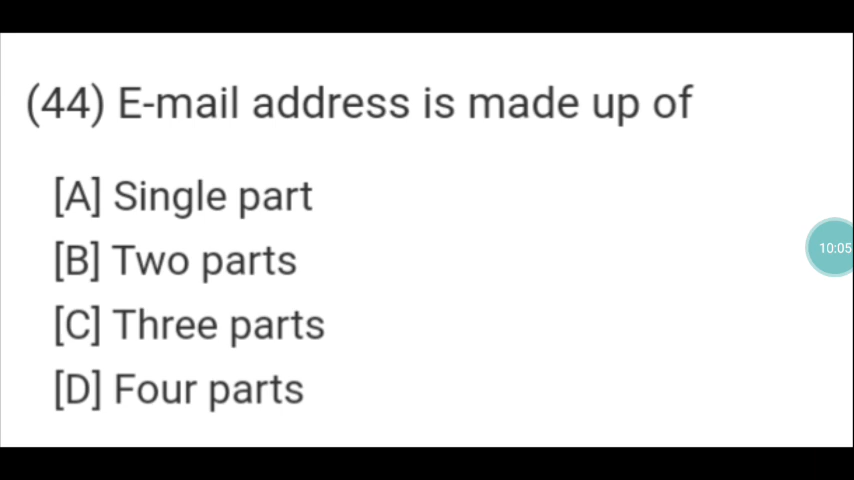 (44) E-mail address is made up of
[A] Single part
[B] Two parts
10:05
[C] Three parts
[D] Four parts